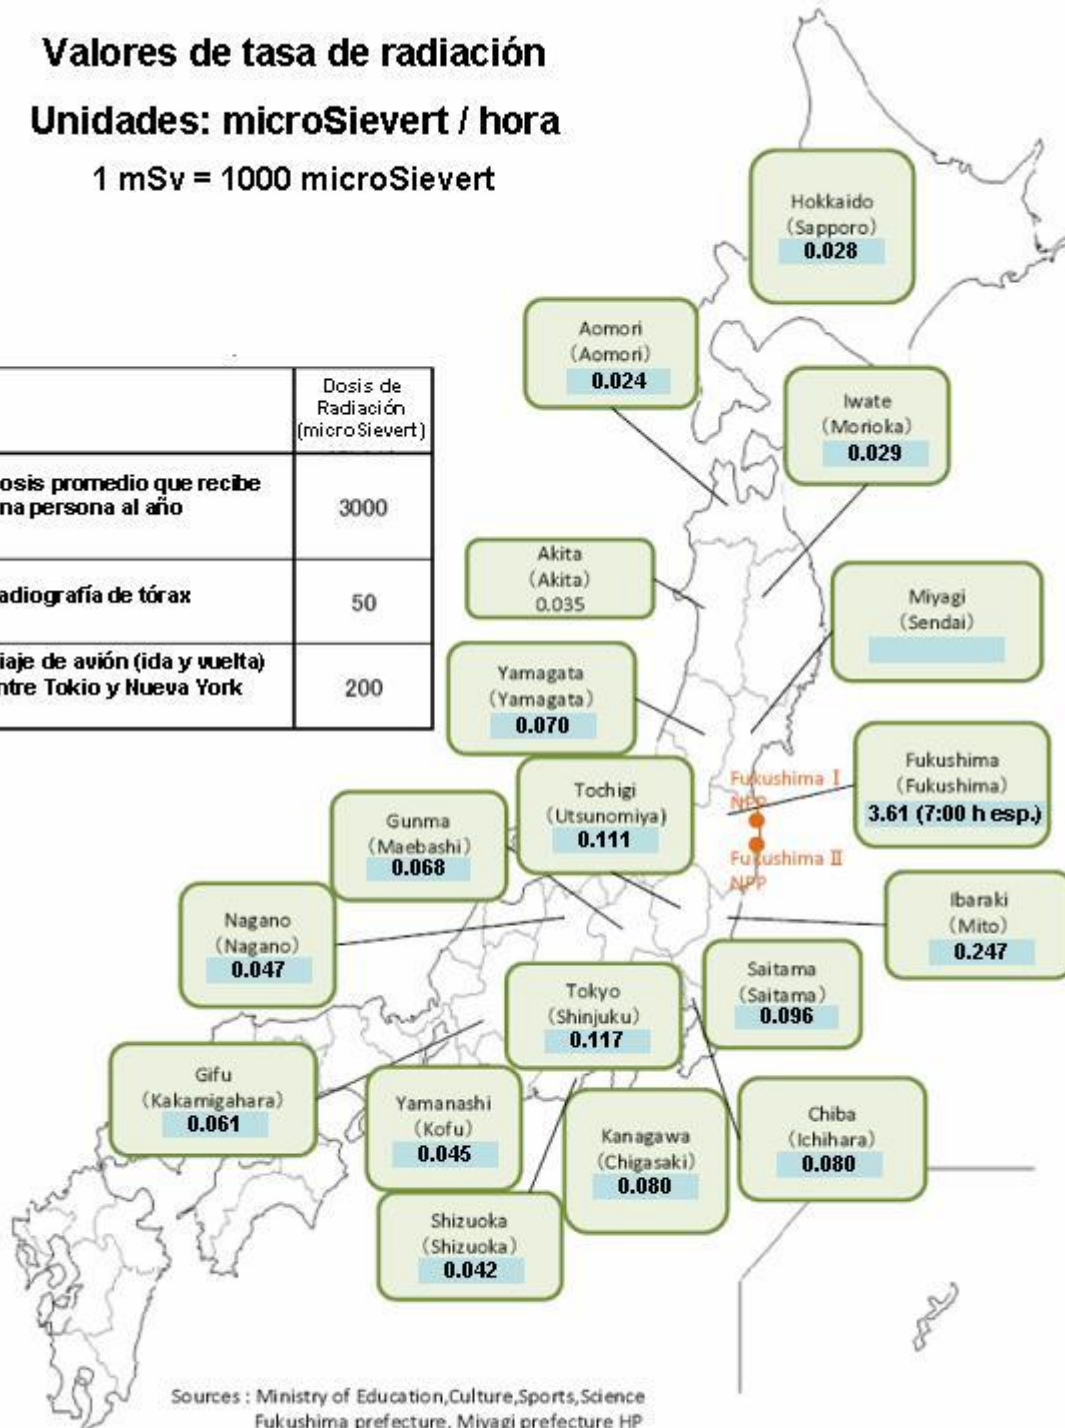 Valores de tasa de radiación
Unidades: microSievert / hora
1 mSv = 1000 microSievert
Dosis de
Radiación
(microSievert)
osis promedio que recibe
na persona al año
3000
adiografía de tórax
50
iaje de avión (ida y vuelta)
ntre Tokio y Nueva York
200
Hokkaido
(Sapporo)
0.028
Aomori
(Aomori)
0.024
Iwate
(Morioka)
0.029
Akita
(Akita)
0.035
Miyagi
(Sendai)
Yamagata
(Yamagata)
0.070
Fukushima
(Fukushima)
3.61 (7:00 h esp.)
Fukushima I
NPP
Fukushima II
NPP
Tochigi
(Utsunomiya)
0.111
Gunma
(Maebashi)
0.068
Ibaraki
(Mito)
0.247
Nagano
(Nagano)
0.047
Saitama
(Saitama)
0.096
Tokyo
(Shinjuku)
0.117
Gifu
(Kakamigahara)
0.061
Yamanashi
(Kofu)
0.045
Kanagawa
(Chigasaki)
0.080
Chiba
(Ichihara)
0.080
Shizuoka
(Shizuoka)
0.042
Sources : Ministry of Education,Culture,Sports,Science
Fukushima prefecture, Miyagi prefecture HP